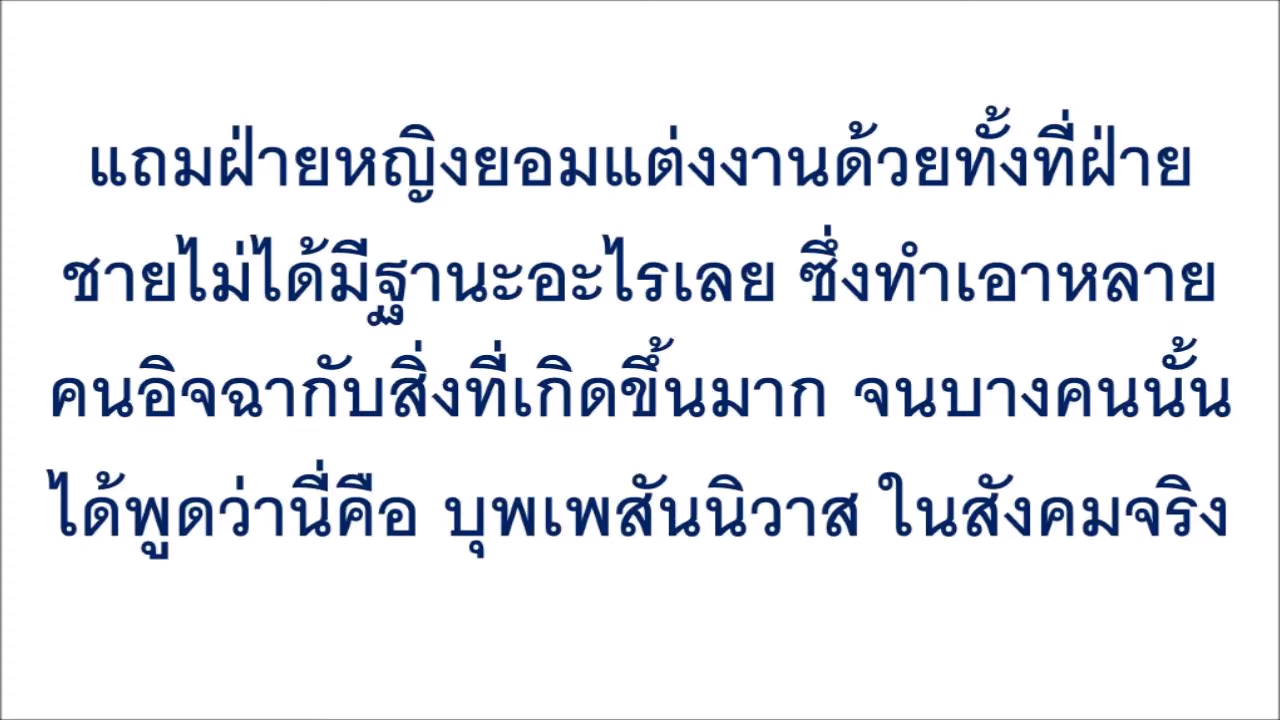 แถมฝ่ายหญิงยอมแต่งงานด้วยทั้งที่ฝ่าย
ชายไม่ได้มีฐานะอะไรเลย ซึ่งทำเอาหลาย
คนอิจฉากับสิ่งที่เกิดขึ้นมาก จนบางคนนั้น
ได้พูดว่านี่คือ บุพเพสันนิวาส ในสังคมจริง